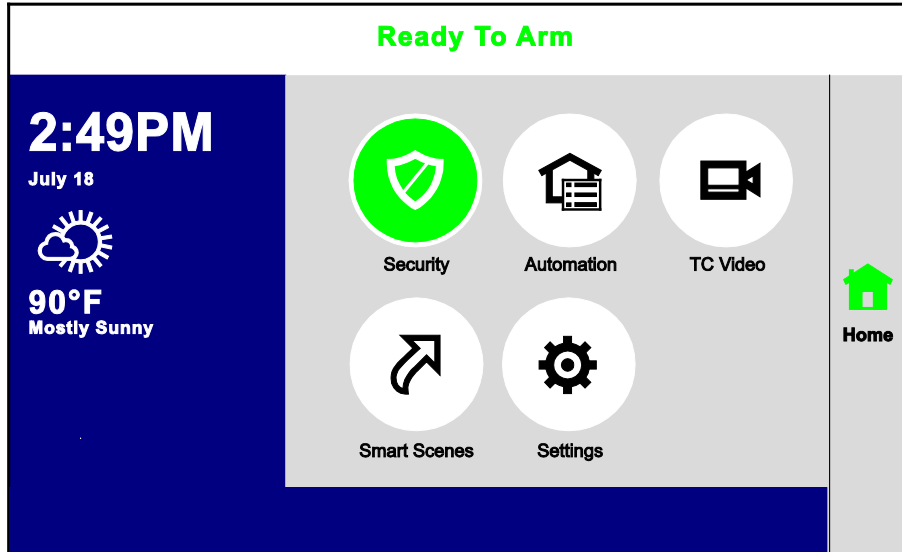 Ready To Arm
2:49PM
July 18
90°F
Mostly Sunny
Security
Automation
TC Video
Smart Scenes
Settings
Home